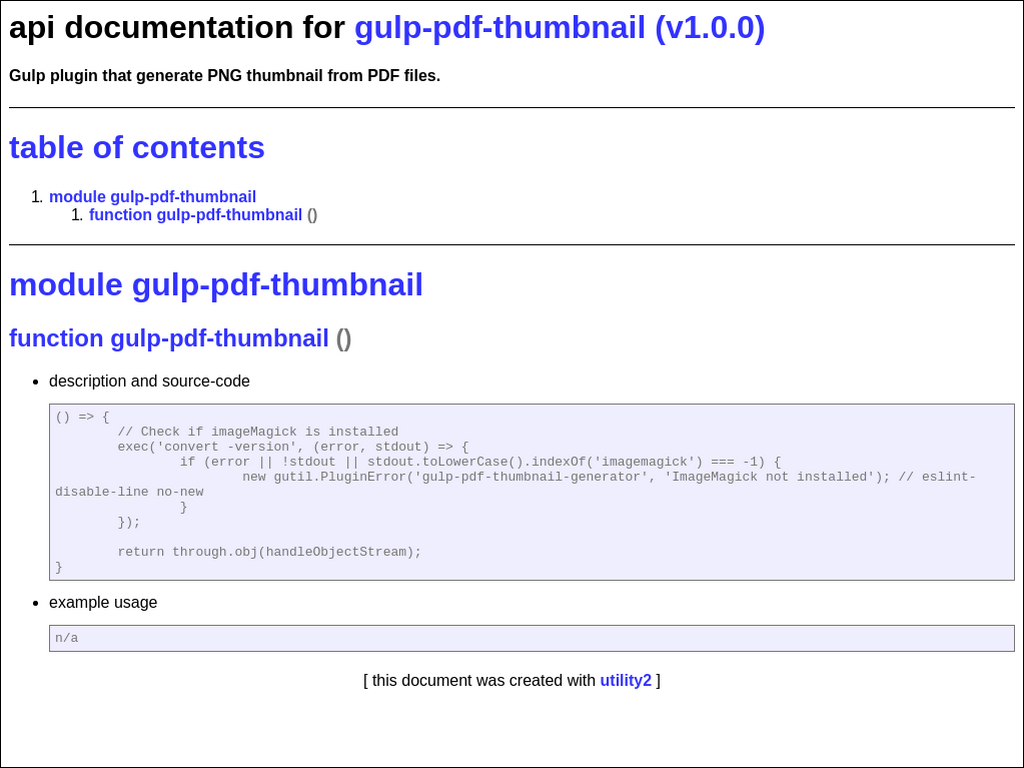 api documentation for gulp-pdf-thumbnail (v1.0.0)
Gulp plugin that generate PNG thumbnail from PDF files.
table of contents
1. module gulp-pdf-thumbnail
1. function gulp-pdf-thumbnail ()
module gulp-pdf-thumbnail
function gulp-pdf-thumbnail ()
• description and source-code
() => {
        // Check if imageMagick is installed
        exec('convert -version', (error, stdout) => {
                if (error || !stdout || stdout.toLowerCase().indexOf('imagemagick') === -1) {
                        new gutil.PluginError('gulp-pdf-thumbnail-generator', 'ImageMagick not installed'); // eslint-
disable-line no-new
                }
        });
        return through.obj(handleObjectStream);
}
• example usage
n/a
[ this document was created with utility2 ]